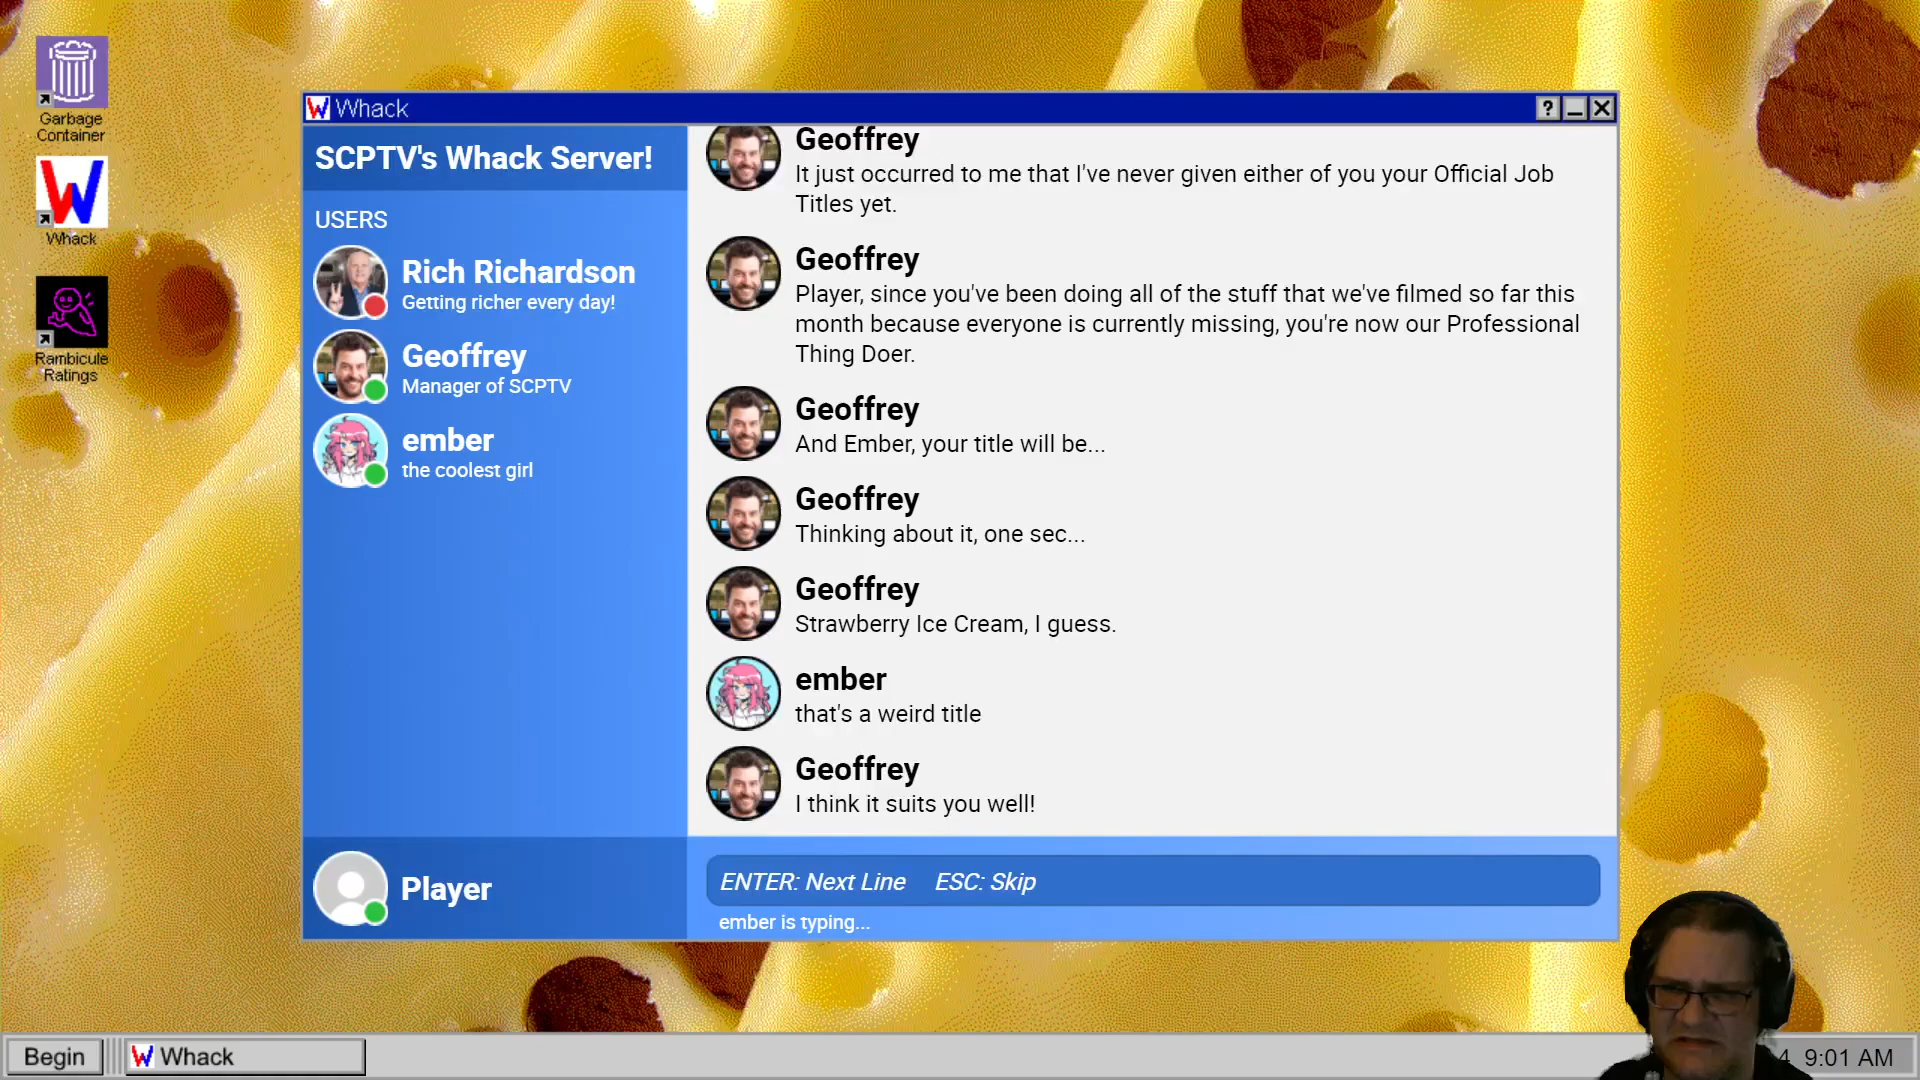 Garbage
Container
Whack
Rambicule
Ratings
Whack
SCPTV's Whack Server!
USERS
Rich Richardson
Getting richer every day!
Geoffrey
Manager of SCPTV
ember
the coolest girl
Player
Geoffrey
It just occurred to me that I've never given either of you your Official Job
Titles yet.
Geoffrey
Player, since you've been doing all of the stuff that we've filmed so far this
month because everyone is currently missing, you're now our Professional
Thing Doer.
Geoffrey
And Ember, your title will be...
Geoffrey
Thinking about it, one sec...
Geoffrey
Strawberry Ice Cream, I guess.
ember
that's a weird title
Geoffrey
I think it suits you well!
ENTER: Next Line ESC: Skip
ember is typing...
Begin
Whack
4 9:01 AM